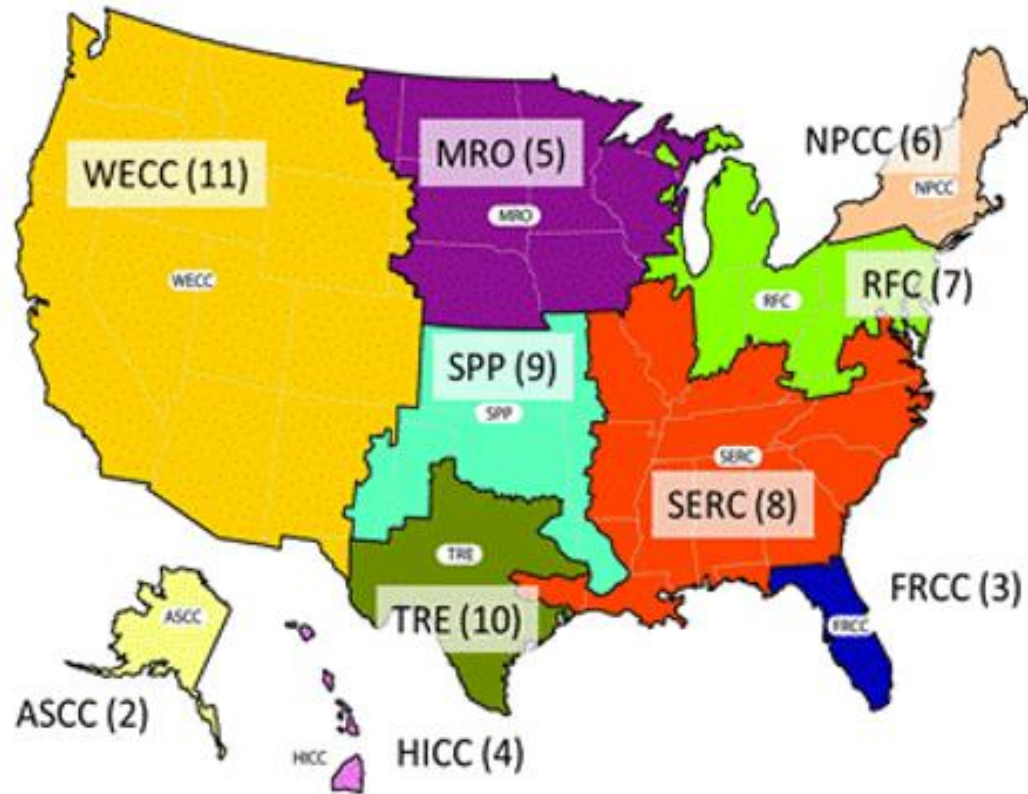 NPCC (6)
MRO (5)
WECC (11)
NPCC
MRO
WECC
RFC
RFC (7)
SPP (9)
SPP
SERC
SERC (8)
TRE
FRCC (3)
ASCC
TRE (10)
FRCC
ASCC (2)
HICC
HICC (4)